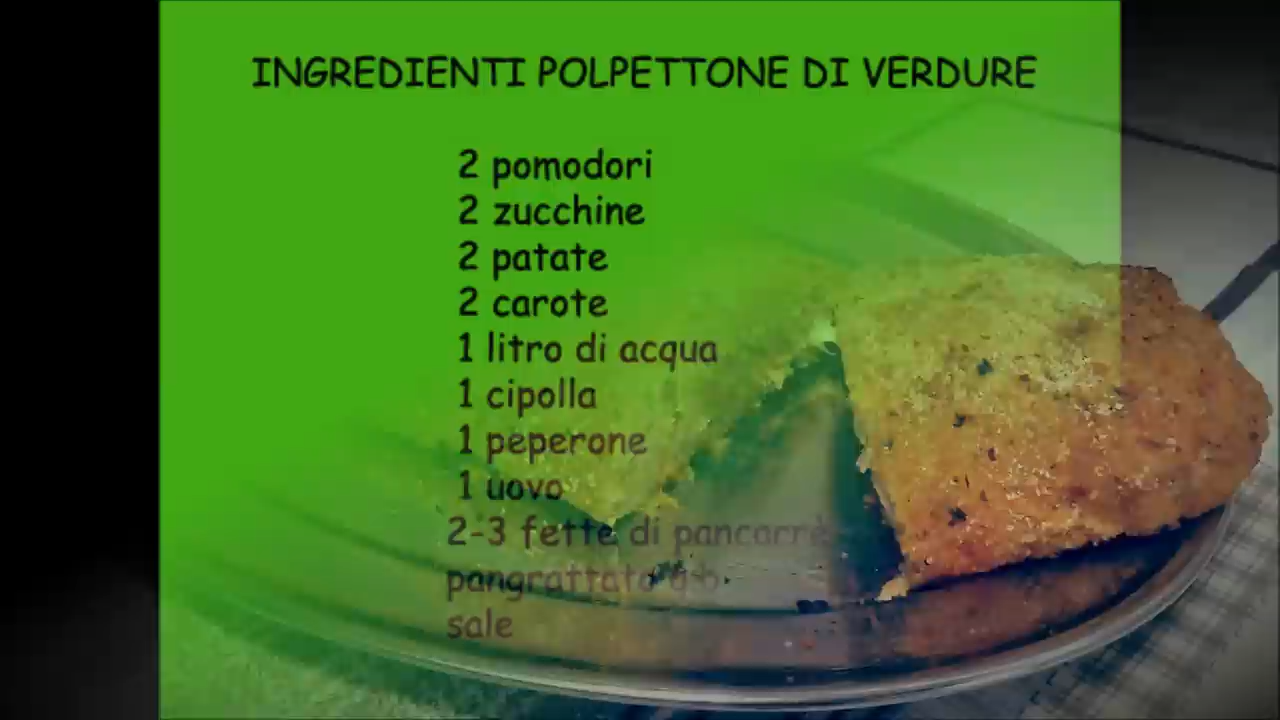 INGREDIENTI POLPETTONE DI VERDURE
2 pomodori
2 zucchine
2 patate
2 carote
1 litro di acqua
1 cipolla
1 peperone
1 uovo
2-3 fette di pancarrè
pangrattato q.b.
sale